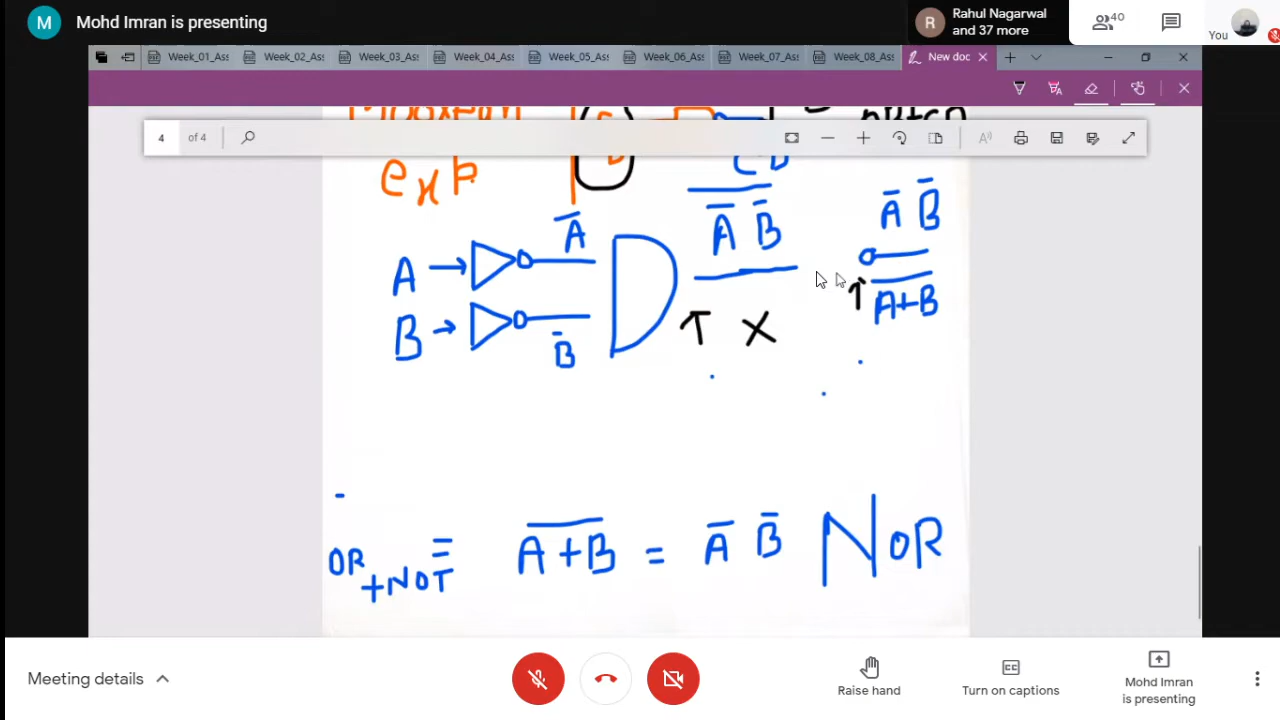 M
Mohd Imran is presenting
R
Rahul Nagarwal
and 37 more
40
You
Week_01_Ass
Week_02_Ass
Week_03_Ass
Week_04_Ass
Week_05_Ass
Week_06_Ass
Week_07_Ass
Week_08_Ass
New doc
4 of 4
exp
A̅ B̅
A̅ B̅
A → A̅
A+B
B → B̅
↑ X
↑
OR
+NOT = A̅+̅B̅ = A̅ B̅ NOR
Meeting details
Raise hand
Turn on captions
Mohd Imran
is presenting